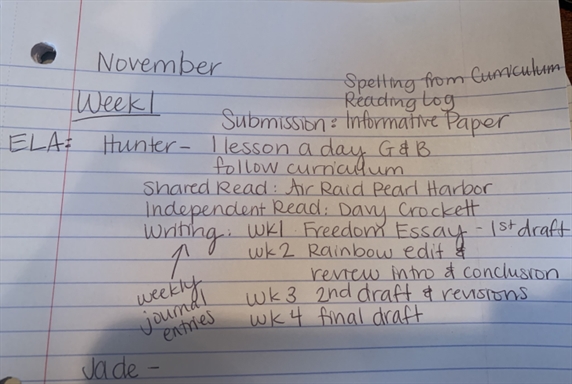 November
Spelling from Curriculum
Week 1
Reading Log
Submission: Informative Paper
ELA: Hunter - 1 lesson a day G&B
follow curriculum
Shared Read: Air Raid Pearl Harbor
Independent Read: Davy Crockett
Writing: wk1 Freedom Essay - 1st draft
wk2 Rainbow edit &
review intro & conclusion
weekly journal entries
wk3 2nd draft & revisions
wk4 final draft
Jade -